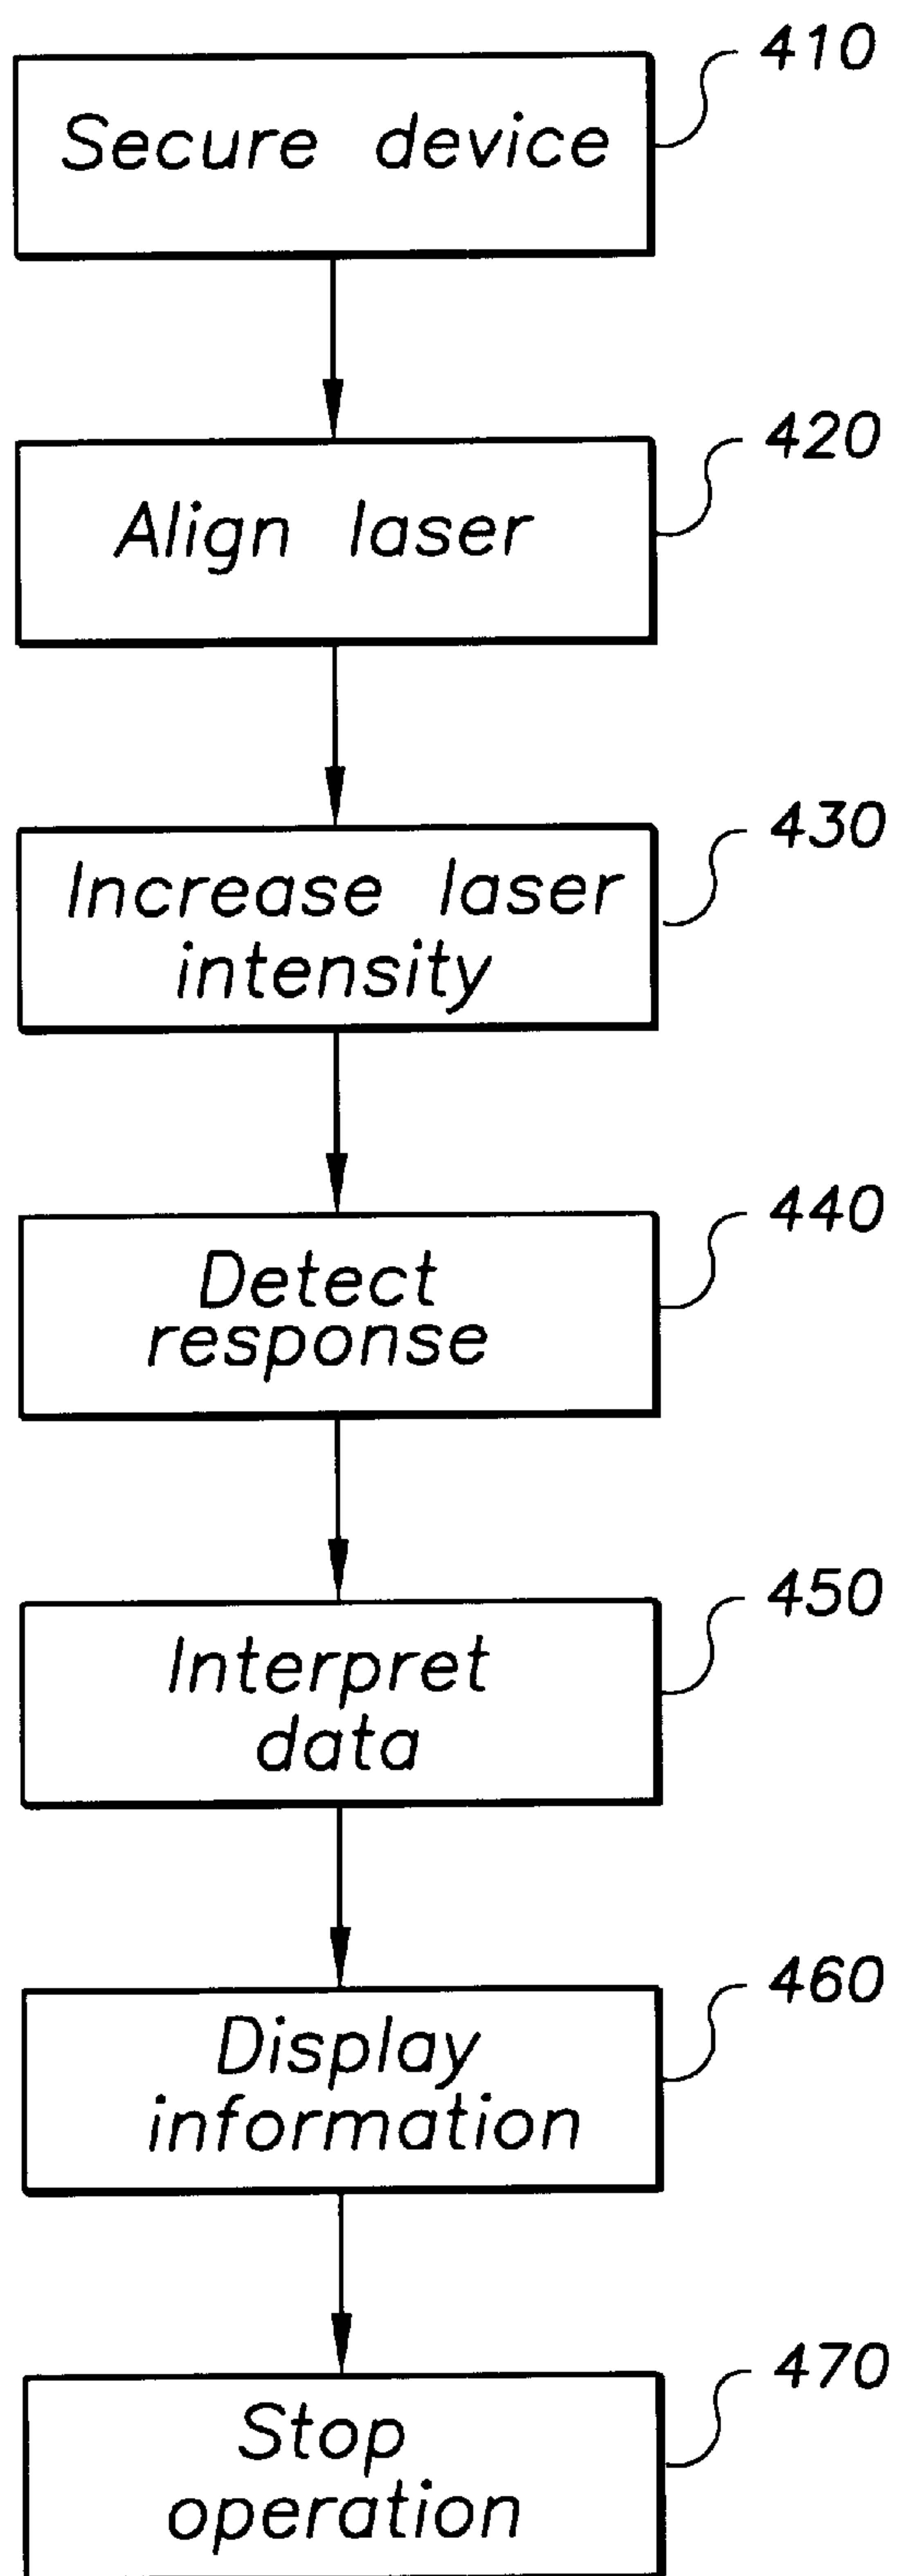 410
Secure device
420
Align laser
430
Increase laser
intensity
440
Detect
response
450
Interpret
data
460
Display
information
470
Stop
operation